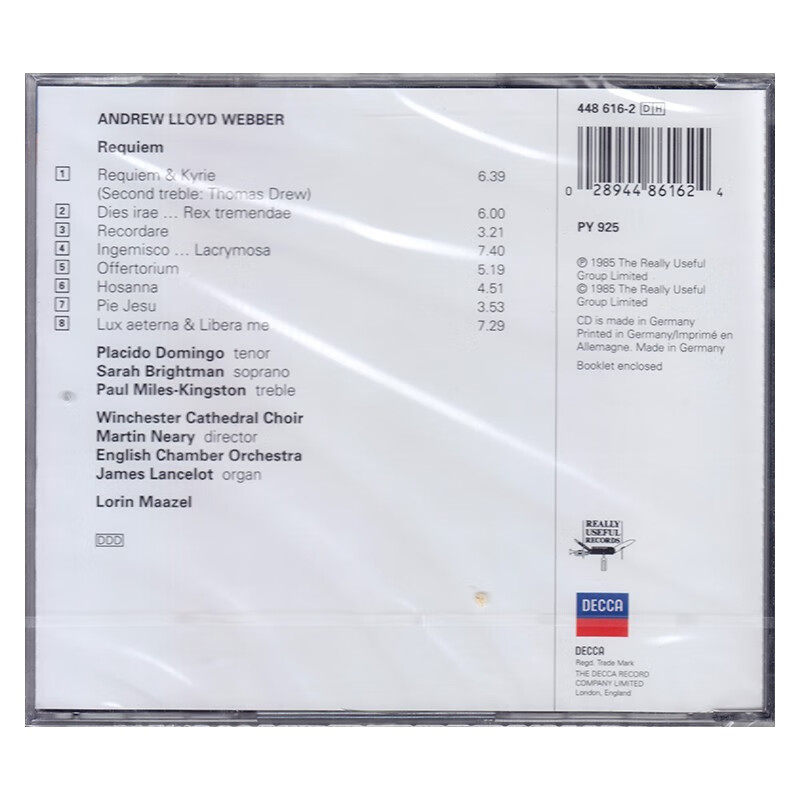 ANDREW LLOYD WEBBER
Requiem
1 Requiem & Kyrie 6.39
(Second treble: Thomas Drew)
2 Dies irae ... Rex tremendae 6.00
3 Recordare 3.21
4 Ingemisco ... Lacrymosa 7.40
5 Offertorium 5.19
6 Hosanna 4.51
7 Pie Jesu 3.53
8 Lux aeterna & Libera me 7.29
Placido Domingo tenor
Sarah Brightman soprano
Paul Miles-Kingston treble
Winchester Cathedral Choir
Martin Neary director
English Chamber Orchestra
James Lancelot organ
Lorin Maazel
DDD
448 616-2 DH
0 28944 86162 4
PY 925
℗ 1985 The Really Useful
Group Limited
© 1985 The Really Useful
Group Limited
CD is made in Germany
Printed in Germany/Imprimé en
Allemagne. Made in Germany
Booklet enclosed
REALLY
USEFUL
RECORDS
DECCA
DECCA
Regd. Trade Mark
THE DECCA RECORD
COMPANY LIMITED
London, England